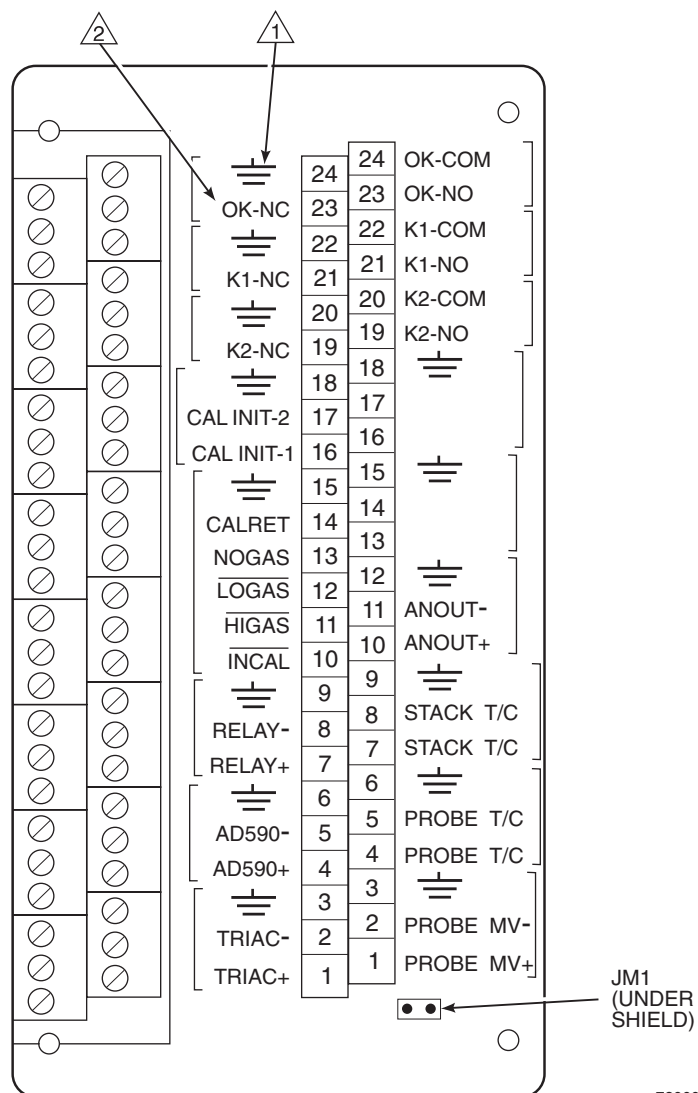 2 1
24 24 OK-COM
OK-NC 23 23 OK-NO
22 22 K1-COM
K1-NC 21 21 K1-NO
20 20 K2-COM
K2-NC 19 19 K2-NO
18 18
CAL INIT-2 17 17
CAL INIT-1 16 16
15 15
CALRET 14 14
NOGAS 13 13
LOGAS 12 12
HIGAS 11 11 ANOUT-
INCAL 10 10 ANOUT+
9 9
RELAY- 8 8 STACK T/C
RELAY+ 7 7 STACK T/C
6 6
AD590- 5 5 PROBE T/C
AD590+ 4 4 PROBE T/C
3 3
TRIAC- 2 2 PROBE MV-
TRIAC+ 1 1 PROBE MV+
JM1
(UNDER
SHIELD)